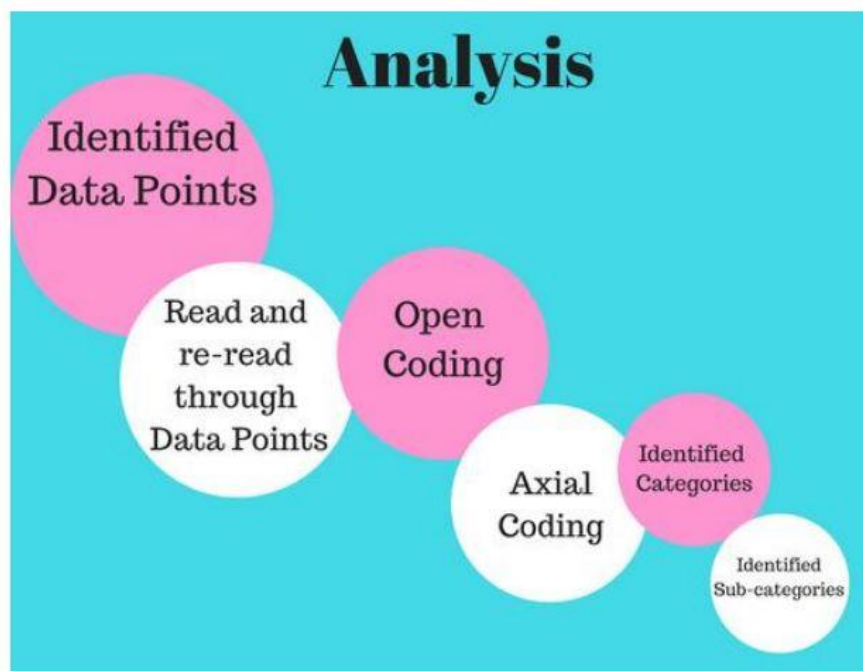 Analysis
Identified
Data Points
Read and
re-read
through
Data Points
Open
Coding
Axial
Coding
Identified
Categories
Identified
Sub-categories